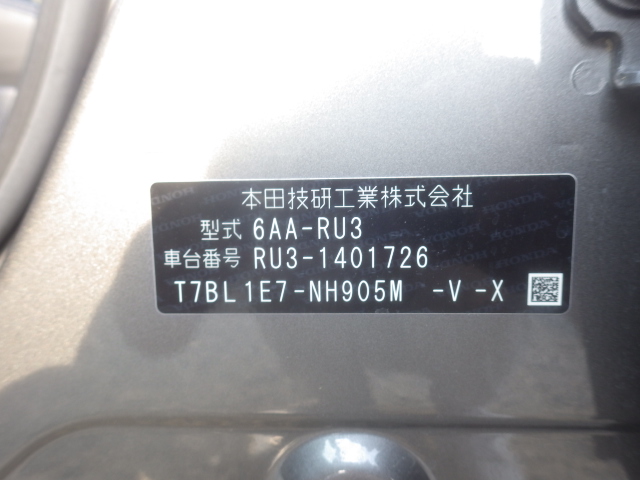 本田技研工業株式会社
型式 6AA-RU3
車台番号 RU3-1401726
T7BL1E7-NH905M -V -X